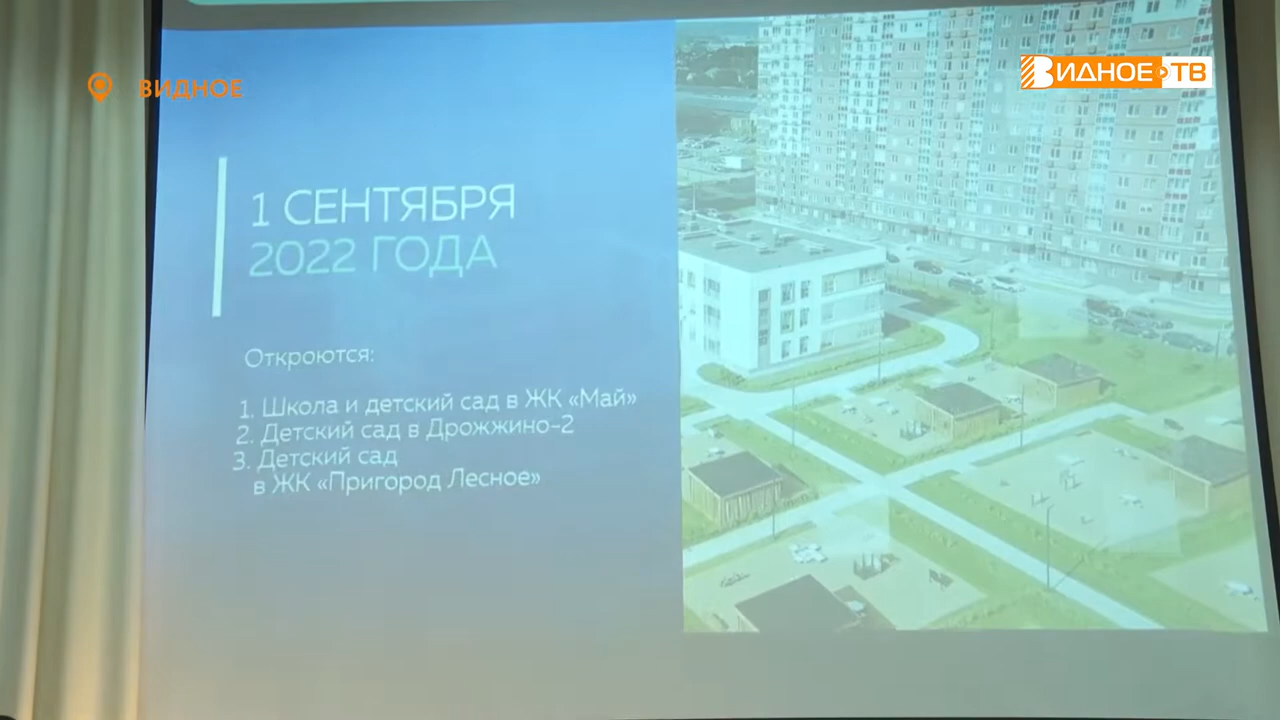 ВИДНОЕ
ВИДНОЕ ТВ
1 СЕНТЯБРЯ
2022 ГОДА
Откроются:
1. Школа и детский сад в ЖК «Май»
2. Детский сад в Дрожжино-2
3. Детский сад
в ЖК «Пригород Лесное»